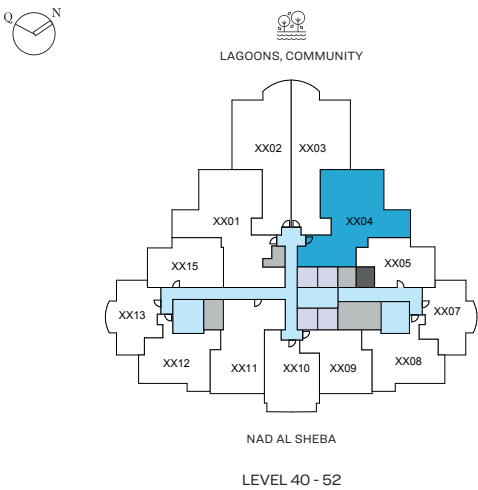 Q N
LAGOONS, COMMUNITY
XX02 XX03
XX01 XX04
XX15 XX05
XX13 XX07
XX12 XX11 XX10 XX09 XX08
NAD AL SHEBA
LEVEL 40 - 52